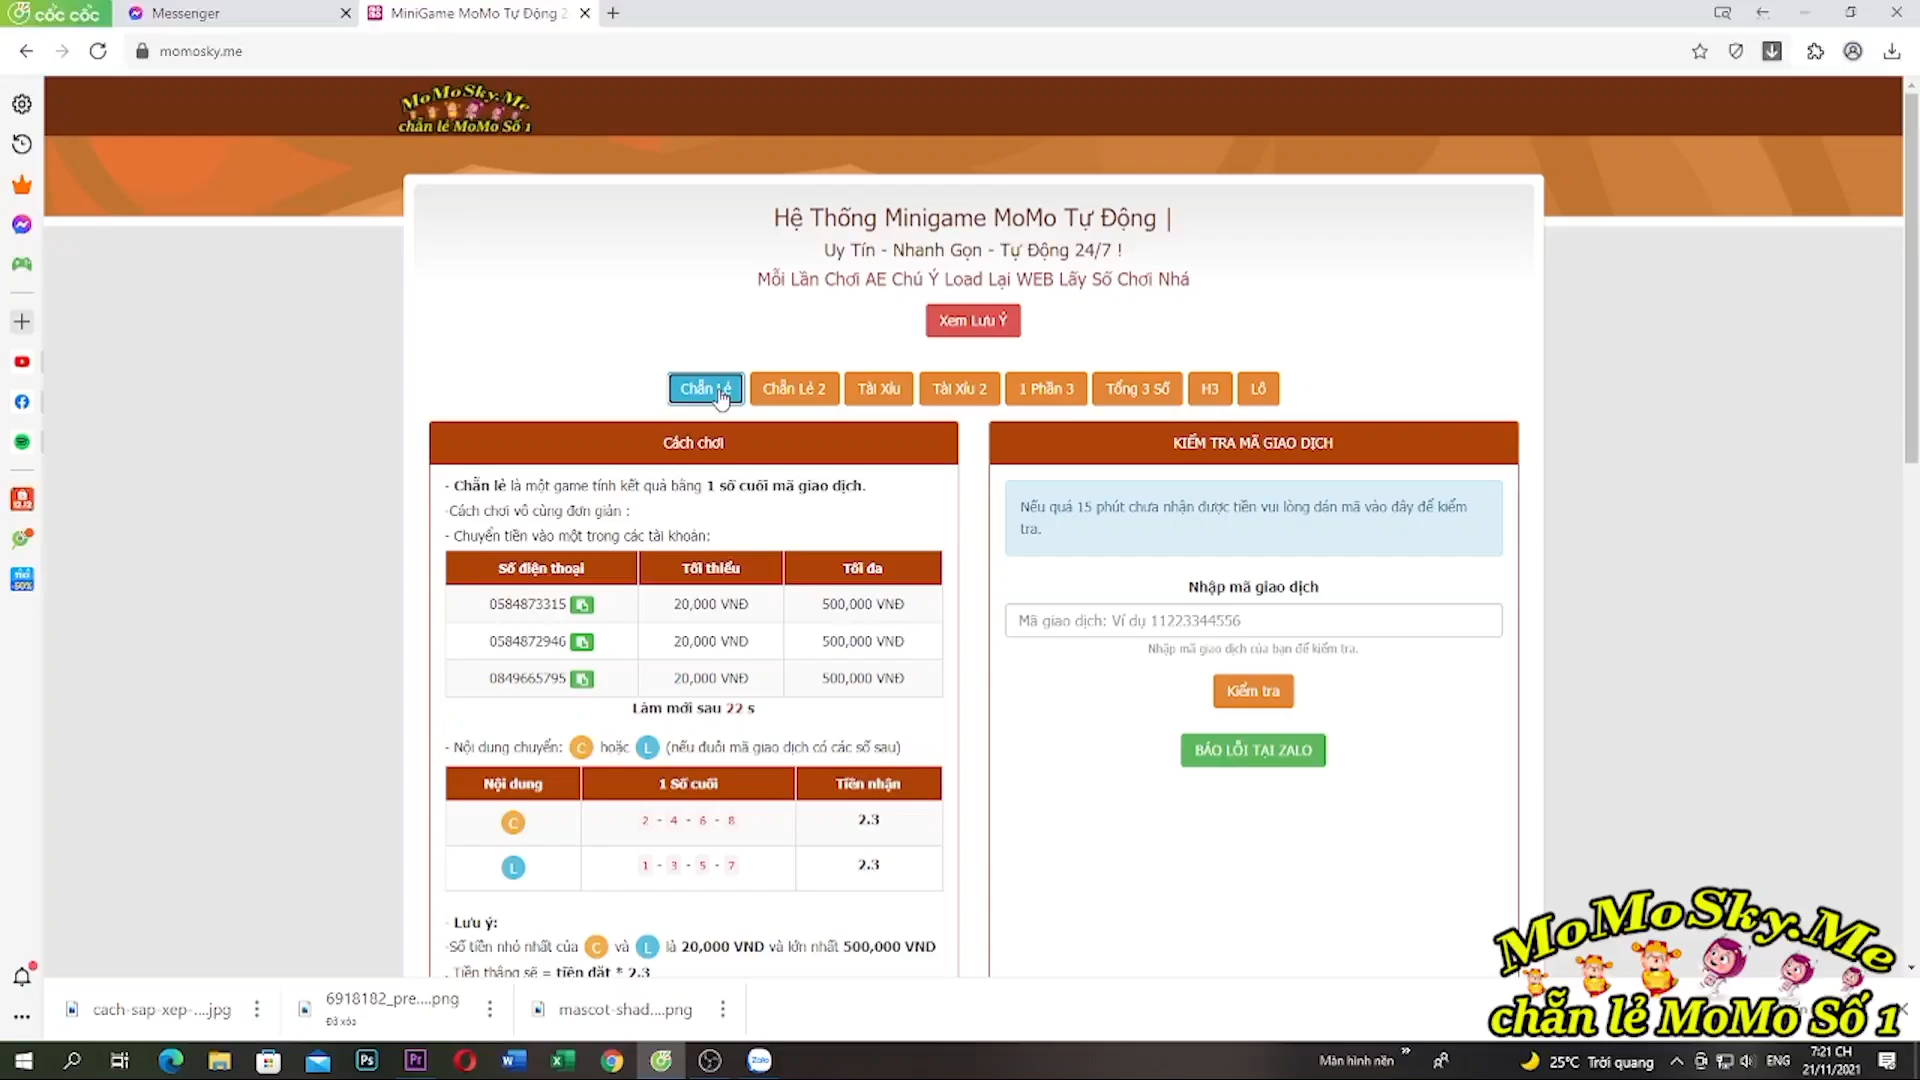 cốc cốc
Messenger
MiniGame MoMo Tự Động 2
momosky.me
MoMoSky.Me
chẵn lẻ MoMo Số 1
Hệ Thống Minigame MoMo Tự Động |
Uy Tín - Nhanh Gọn - Tự Động 24/7 !
Mỗi Lần Chơi AE Chú Ý Load Lại WEB Lấy Số Chơi Nhá
Xem Lưu Ý
Chẵn Lẻ Chẵn Lẻ 2 Tài Xỉu Tài Xỉu 2 1 Phần 3 Tổng 3 Số H3 Lô
Cách chơi
- Chẵn lẻ là một game tính kết quả bằng 1 số cuối mã giao dịch.
-Cách chơi vô cùng đơn giản :
- Chuyển tiền vào một trong các tài khoản:
Số điện thoại Tối thiểu Tối đa
0584873315 20,000 VNĐ 500,000 VNĐ
0584872946 20,000 VNĐ 500,000 VNĐ
0849665795 20,000 VNĐ 500,000 VNĐ
Làm mới sau 22 s
- Nội dung chuyển: C hoặc L (nếu đuôi mã giao dịch có các số sau)
Nội dung 1 Số cuối Tiền nhận
C 2 - 4 - 6 - 8 2.3
L 1 - 3 - 5 - 7 2.3
- Lưu ý:
-Số tiền nhỏ nhất của C và L là 20,000 VND và lớn nhất 500,000 VND
. Tiền thắng sẽ = tiền đặt * 2.3
KIỂM TRA MÃ GIAO DỊCH
Nếu quá 15 phút chưa nhận được tiền vui lòng dán mã vào đây để kiểm
tra.
Nhập mã giao dịch
Mã giao dịch: Ví dụ 11223344556
Nhập mã giao dịch của bạn để kiểm tra.
Kiểm tra
BÁO LỖI TẠI ZALO
MoMoSky.Me
chẵn lẻ MoMo Số 1
cach-sap-xep-....jpg
6918182_pre....png
Đã xóa
mascot-shad....png
Ps
Pr
Zalo
Màn hình nền
25°C Trời quang
ENG
7:21 CH
21/11/2021